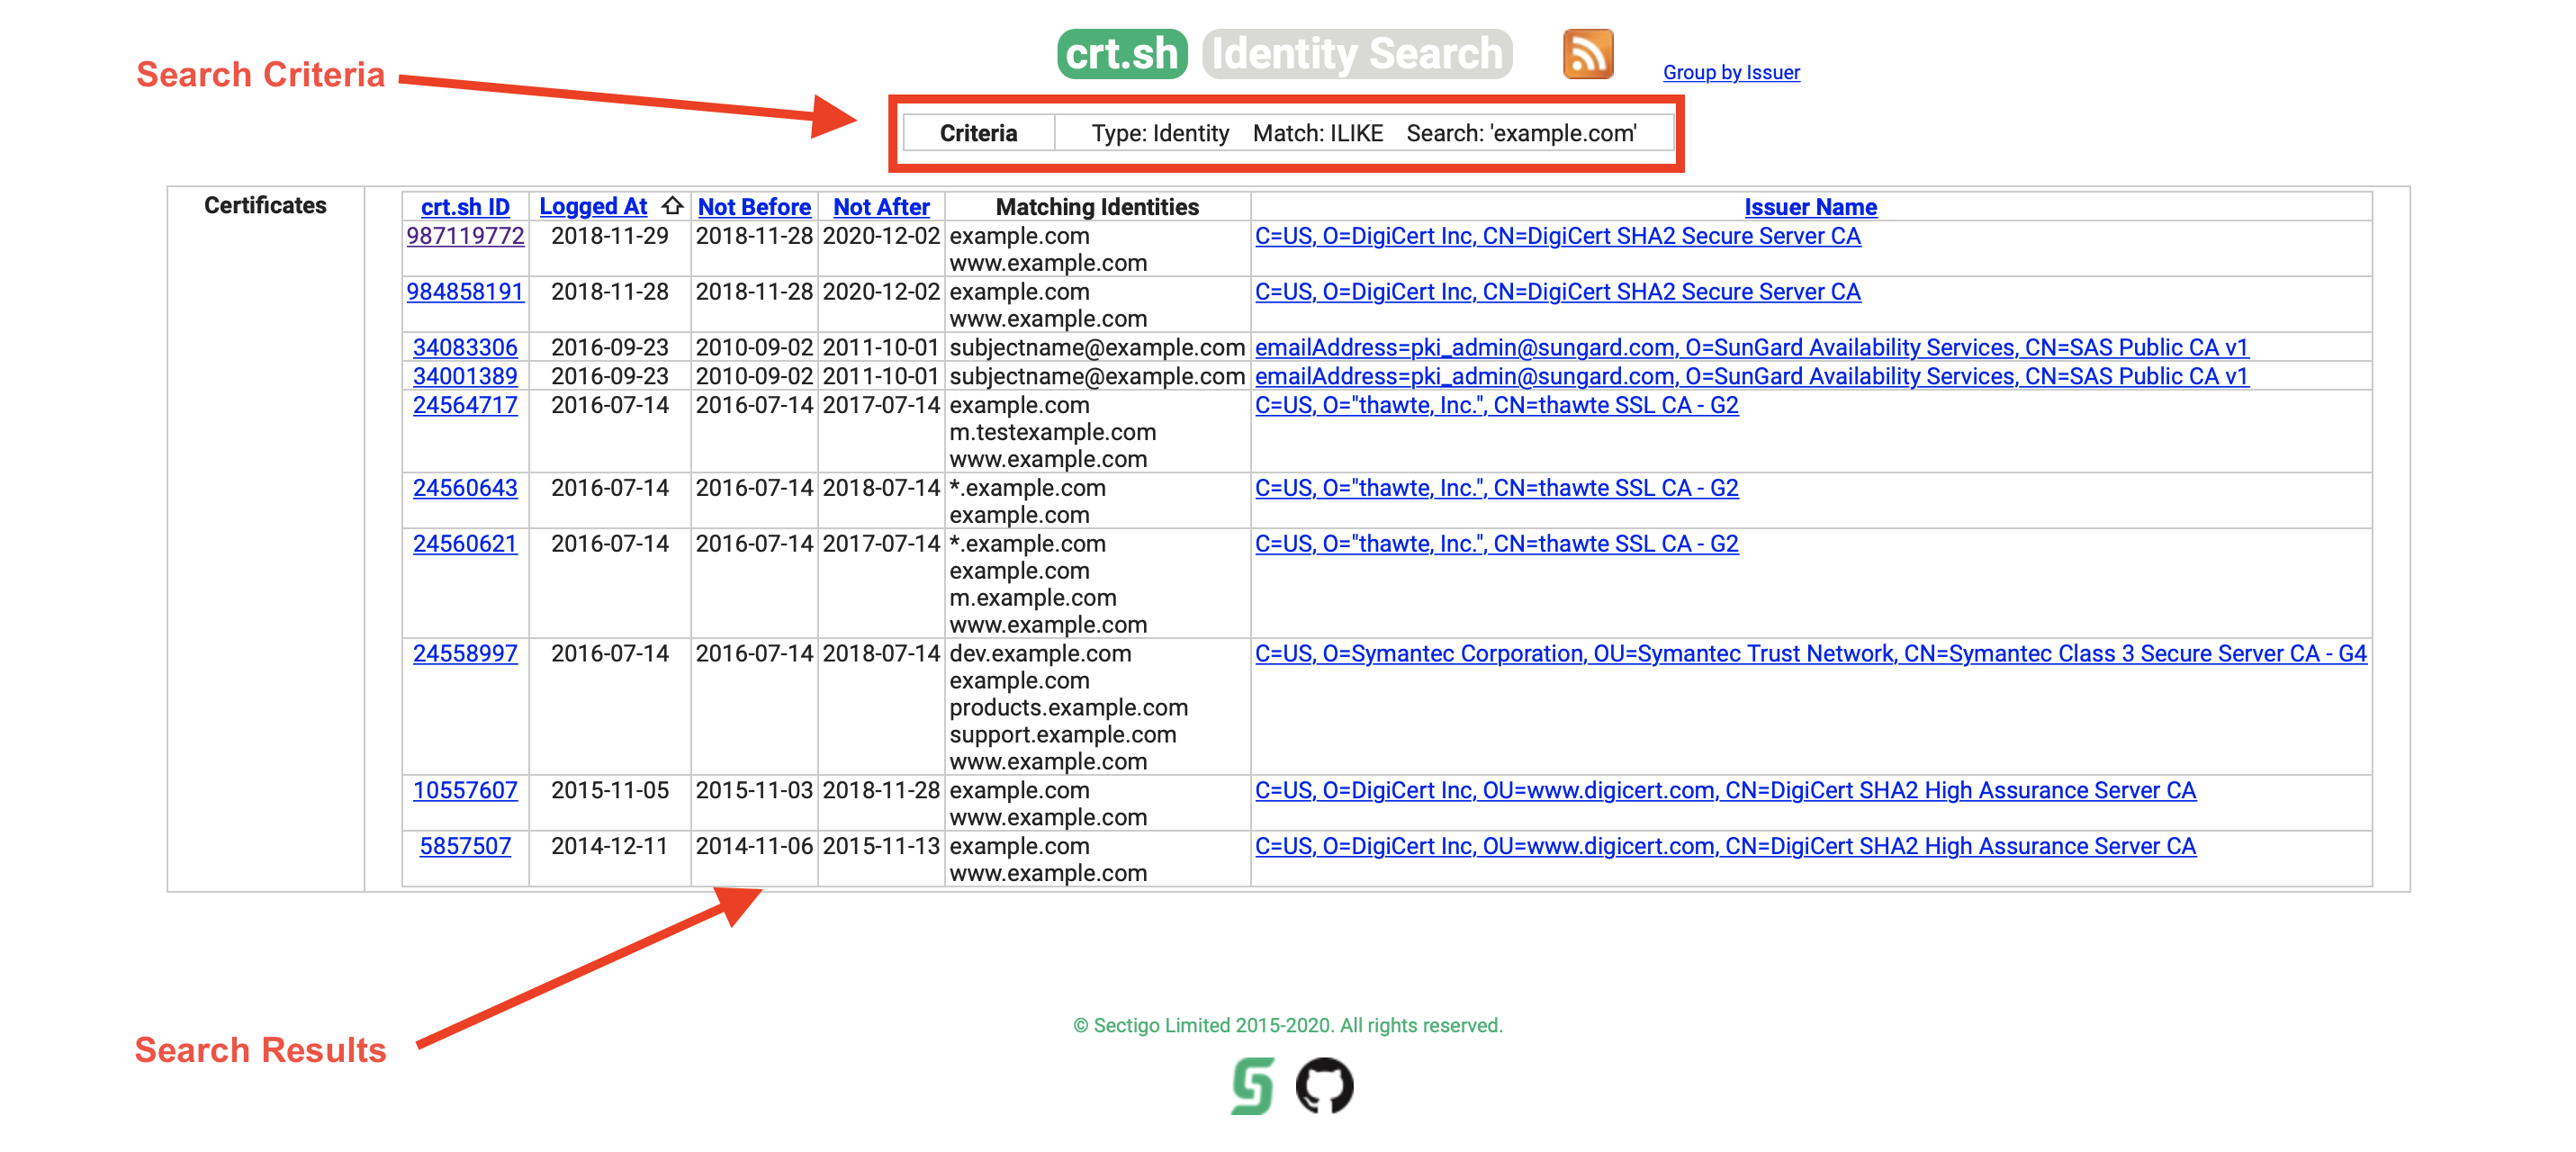 crt.sh Identity Search Group by Issuer
Search Criteria
Criteria Type: Identity Match: ILIKE Search: 'example.com'
Certificates crt.sh ID Logged At Not Before Not After Matching Identities Issuer Name
987119772 2018-11-29 2018-11-28 2020-12-02 example.com C=US, O=DigiCert Inc, CN=DigiCert SHA2 Secure Server CA
www.example.com
984858191 2018-11-28 2018-11-28 2020-12-02 example.com C=US, O=DigiCert Inc, CN=DigiCert SHA2 Secure Server CA
www.example.com
34083306 2016-09-23 2010-09-02 2011-10-01 subjectname@example.com emailAddress=pki_admin@sungard.com, O=SunGard Availability Services, CN=SAS Public CA v1
34001389 2016-09-23 2010-09-02 2011-10-01 subjectname@example.com emailAddress=pki_admin@sungard.com, O=SunGard Availability Services, CN=SAS Public CA v1
24564717 2016-07-14 2016-07-14 2017-07-14 example.com C=US, O="thawte, Inc.", CN=thawte SSL CA - G2
m.testexample.com
www.example.com
24560643 2016-07-14 2016-07-14 2018-07-14 *.example.com C=US, O="thawte, Inc.", CN=thawte SSL CA - G2
example.com
24560621 2016-07-14 2016-07-14 2017-07-14 *.example.com C=US, O="thawte, Inc.", CN=thawte SSL CA - G2
example.com
m.example.com
www.example.com
24558997 2016-07-14 2016-07-14 2018-07-14 dev.example.com C=US, O=Symantec Corporation, OU=Symantec Trust Network, CN=Symantec Class 3 Secure Server CA - G4
example.com
products.example.com
support.example.com
www.example.com
10557607 2015-11-05 2015-11-03 2018-11-28 example.com C=US, O=DigiCert Inc, OU=www.digicert.com, CN=DigiCert SHA2 High Assurance Server CA
www.example.com
5857507 2014-12-11 2014-11-06 2015-11-13 example.com C=US, O=DigiCert Inc, OU=www.digicert.com, CN=DigiCert SHA2 High Assurance Server CA
www.example.com
© Sectigo Limited 2015-2020. All rights reserved.
Search Results